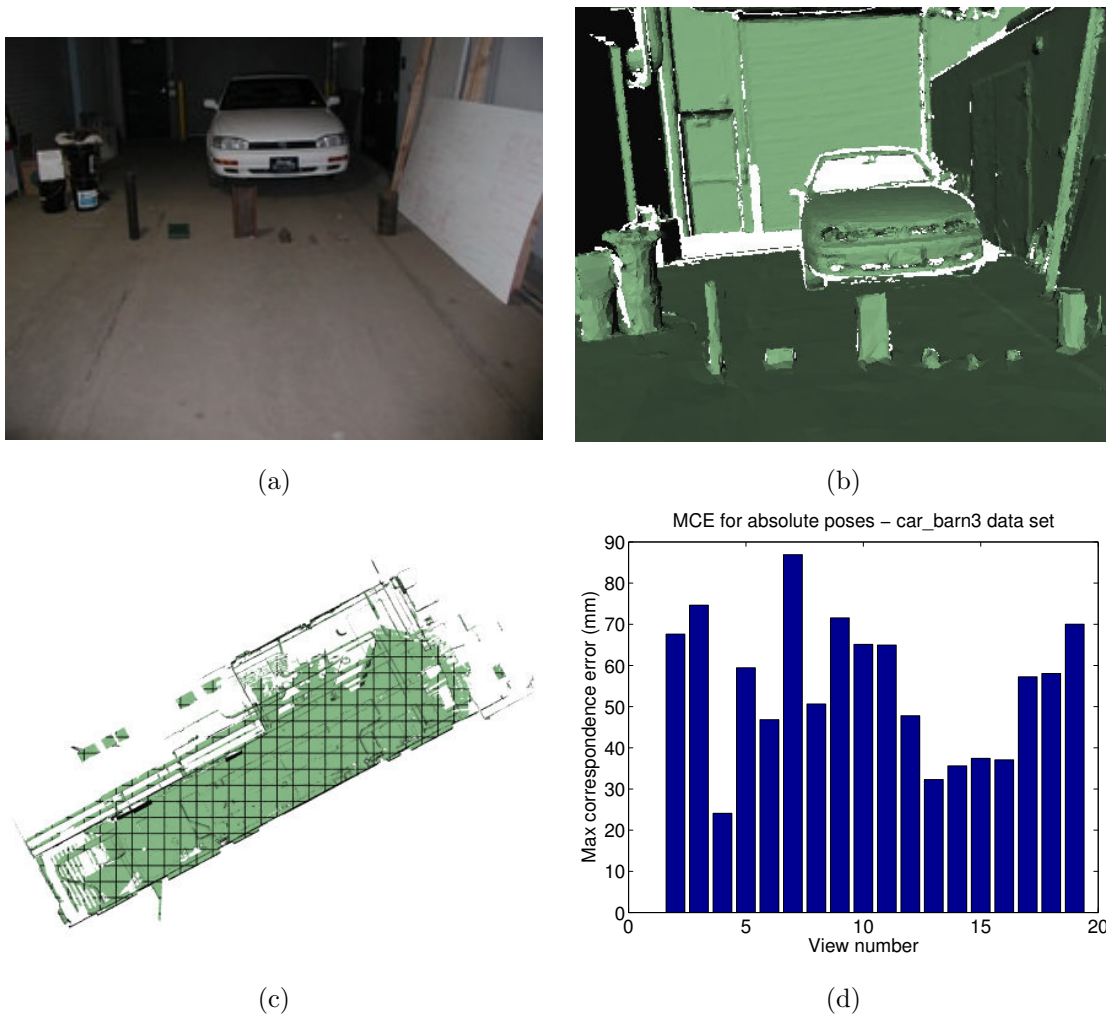 (a)
(b)
MCE for absolute poses − car_barn3 data set
Max correspondence error (mm)
90
80
70
60
50
40
30
20
10
0
0
5
10
15
20
View number
(c)
(d)